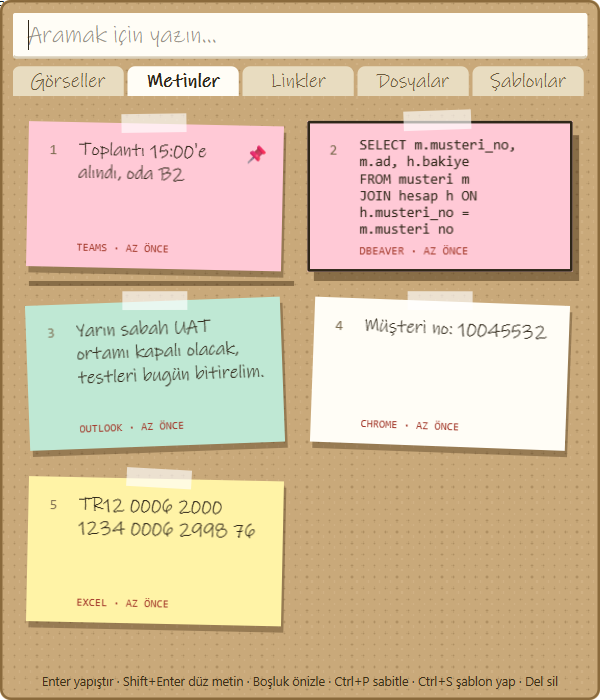 Aramak için yazın...
Görseller Metinler Linkler Dosyalar Şablonlar
1
Toplantı 15:00'e
alındı, oda B2
TEAMS · AZ ÖNCE
2
SELECT m.musteri_no,
m.ad, h.bakiye
FROM musteri m
JOIN hesap h ON
h.musteri_no =
m.musteri no
DBEAVER · AZ ÖNCE
3
Yarın sabah UAT
ortamı kapalı olacak,
testleri bugün bitirelim.
OUTLOOK · AZ ÖNCE
4
Müşteri no: 10045532
CHROME · AZ ÖNCE
5
TR12 0006 2000
1234 0006 2998 76
EXCEL · AZ ÖNCE
Enter yapıştır · Shift+Enter düz metin · Boşluk önizle · Ctrl+P sabitle · Ctrl+S şablon yap · Del sil